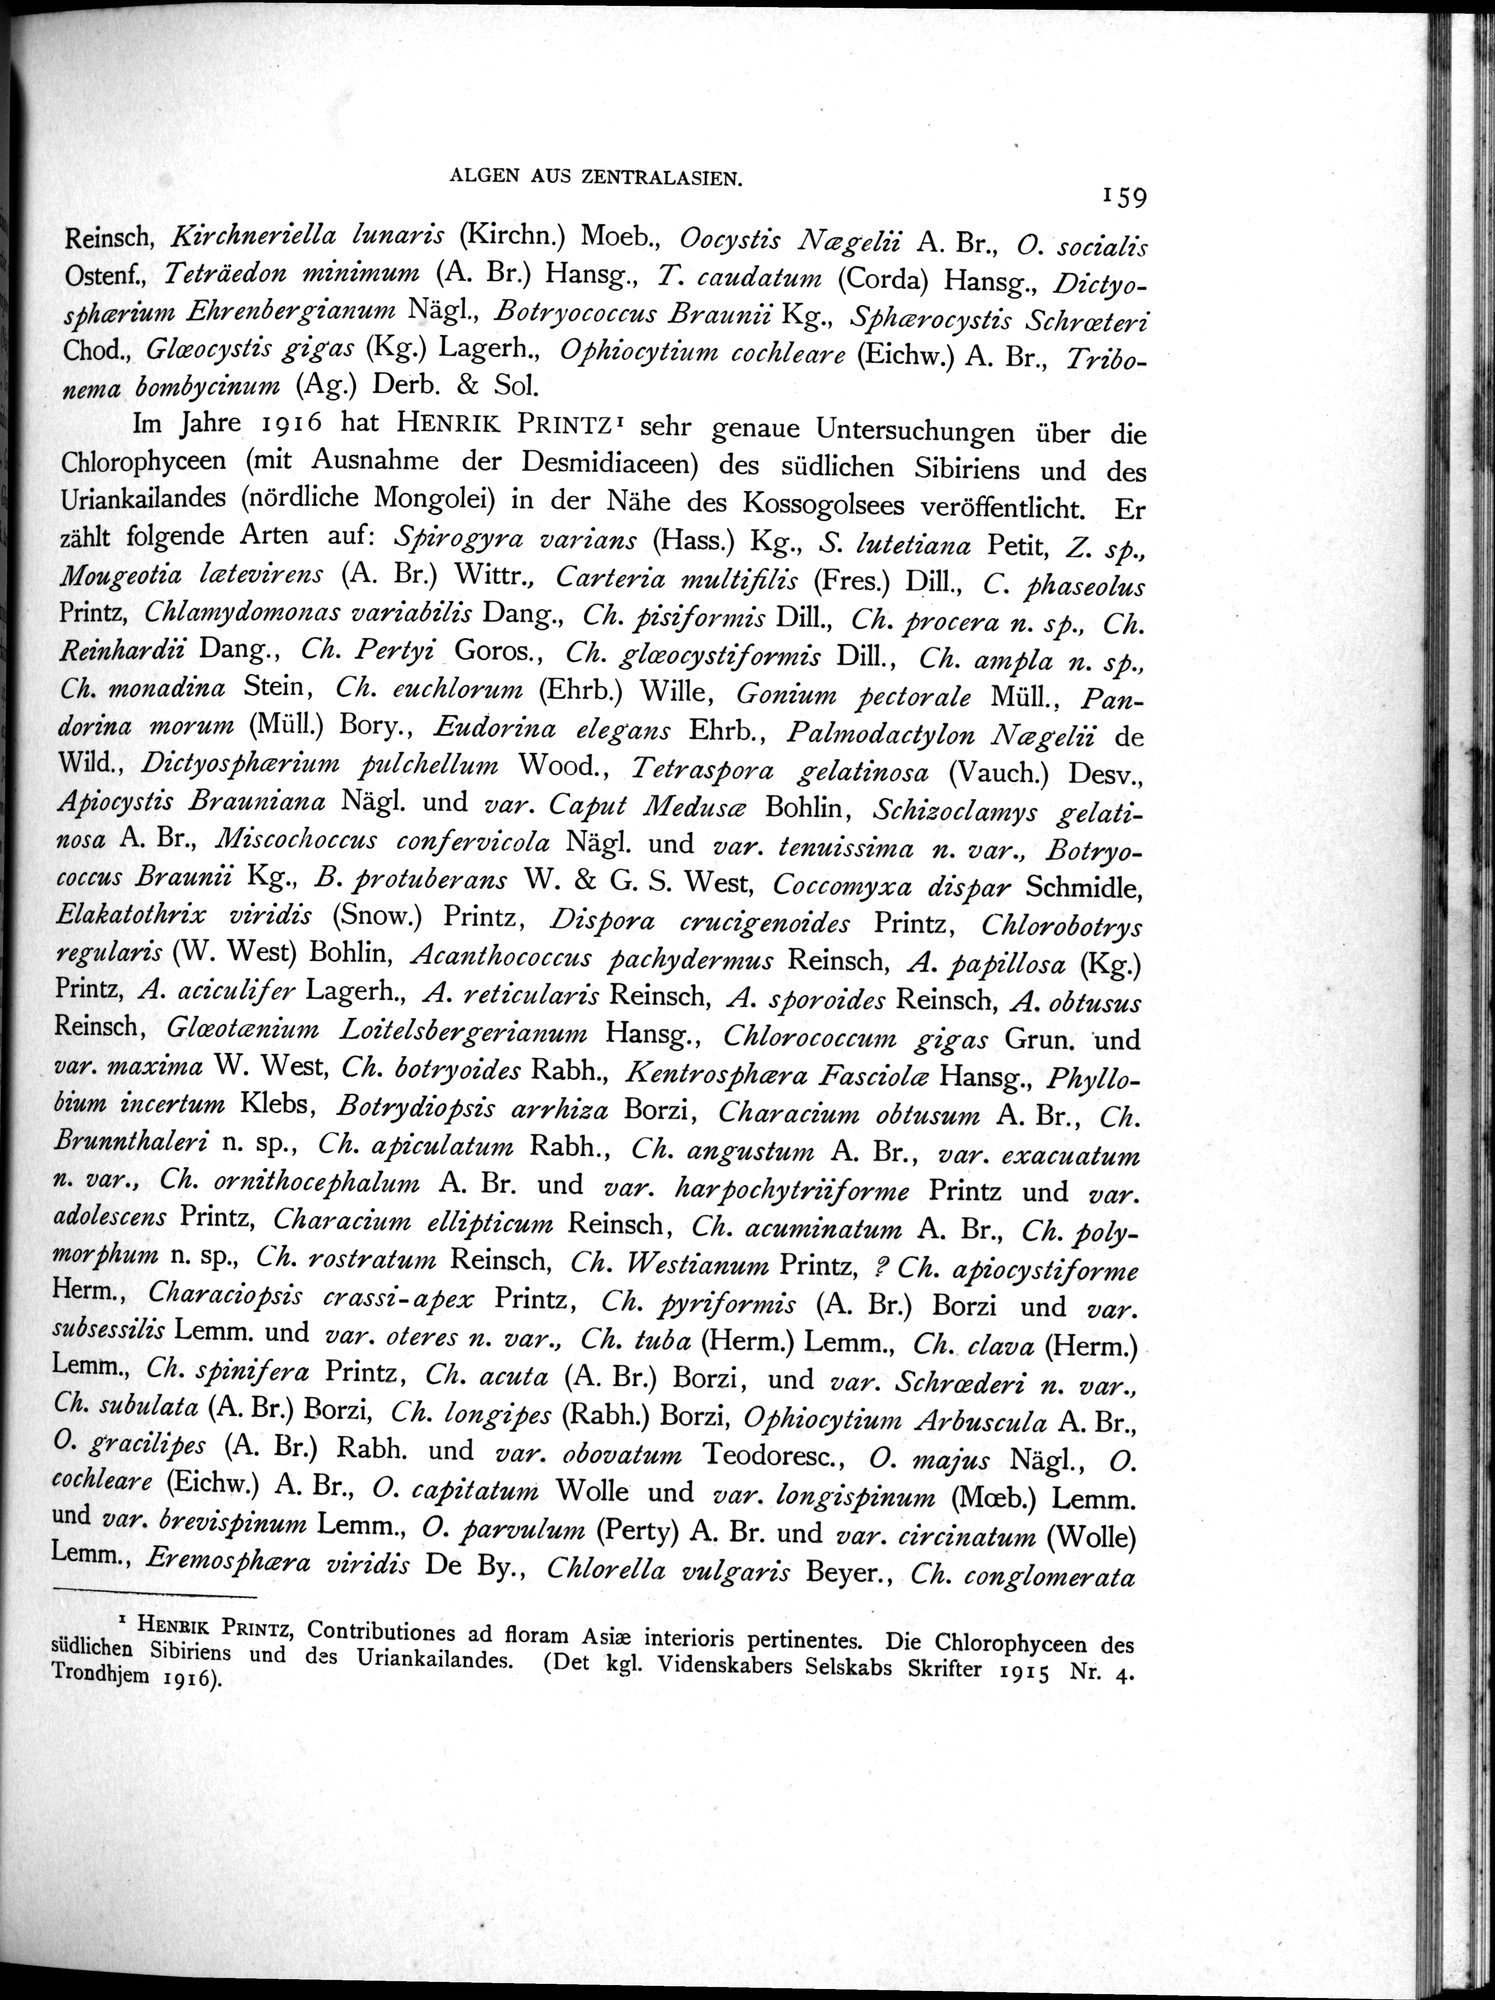 ALGEN AUS ZENTRALASIEN.
159
Reinsch, Kirchneriella lunaris (Kirchn.) Moeb., Oocystis Nægelii A. Br., O. socialis
Ostenf., Teträedon minimum (A. Br.) Hansg., T. caudatum (Corda) Hansg., Dictyo-
sphærium Ehrenbergianum Nägl., Botryococcus Braunii Kg., Sphærocystis Schrœteri
Chod., Glœocystis gigas (Kg.) Lagerh., Ophiocytium cochleare (Eichw.) A. Br., Tribo-
nema bombycinum (Ag.) Derb. & Sol.
Im Jahre 1916 hat HENRIK PRINTZ¹ sehr genaue Untersuchungen über die
Chlorophyceen (mit Ausnahme der Desmidiaceen) des südlichen Sibiriens und des
Uriankailandes (nördliche Mongolei) in der Nähe des Kossogolsees veröffentlicht. Er
zählt folgende Arten auf: Spirogyra varians (Hass.) Kg., S. lutetiana Petit, Z. sp.,
Mougeotia lætevirens (A. Br.) Wittr., Carteria multifilis (Fres.) Dill., C. phaseolus
Printz, Chlamydomonas variabilis Dang., Ch. pisiformis Dill., Ch. procera n. sp., Ch.
Reinhardii Dang., Ch. Pertyi Goros., Ch. glœocystiformis Dill., Ch. ampla n. sp.,
Ch. monadina Stein, Ch. euchlorum (Ehrb.) Wille, Gonium pectorale Müll., Pan-
dorina morum (Müll.) Bory., Eudorina elegans Ehrb., Palmodactylon Nægelii de
Wild., Dictyosphærium pulchellum Wood., Tetraspora gelatinosa (Vauch.) Desv.,
Apiocystis Brauniana Nägl. und var. Caput Medusæ Bohlin, Schizoclamys gelati-
nosa A. Br., Miscochoccus confervicola Nägl. und var. tenuissima n. var., Botryo-
coccus Braunii Kg., B. protuberans W. & G. S. West, Coccomyxa dispar Schmidle,
Elakatothrix viridis (Snow.) Printz, Dispora crucigenoides Printz, Chlorobotrys
regularis (W. West) Bohlin, Acanthococcus pachydermus Reinsch, A. papillosa (Kg.)
Printz, A. aciculifer Lagerh., A. reticularis Reinsch, A. sporoides Reinsch, A. obtusus
Reinsch, Glœotænium Loitelsbergerianum Hansg., Chlorococcum gigas Grun. und
var. maxima W. West, Ch. botryoides Rabh., Kentrosphæra Fasciolæ Hansg., Phyllo-
bium incertum Klebs, Botrydiopsis arrhiza Borzi, Characium obtusum A. Br., Ch.
Brunnthaleri n. sp., Ch. apiculatum Rabh., Ch. angustum A. Br., var. exacuatum
n. var., Ch. ornithocephalum A. Br. und var. harpochytriiforme Printz und var.
adolescens Printz, Characium ellipticum Reinsch, Ch. acuminatum A. Br., Ch. poly-
morphum n. sp., Ch. rostratum Reinsch, Ch. Westianum Printz, ? Ch. apiocystiforme
Herm., Characiopsis crassi-apex Printz, Ch. pyriformis (A. Br.) Borzi und var.
subsessilis Lemm. und var. oteres n. var., Ch. tuba (Herm.) Lemm., Ch. clava (Herm.)
Lemm., Ch. spinifera Printz, Ch. acuta (A. Br.) Borzi, und var. Schrœderi n. var.,
Ch. subulata (A. Br.) Borzi, Ch. longipes (Rabh.) Borzi, Ophiocytium Arbuscula A. Br.,
O. gracilipes (A. Br.) Rabh. und var. obovatum Teodoresc., O. majus Nägl., O.
cochleare (Eichw.) A. Br., O. capitatum Wolle und var. longispinum (Mœb.) Lemm.
und var. brevispinum Lemm., O. parvulum (Perty) A. Br. und var. circinatum (Wolle)
Lemm., Eremosphæra viridis De By., Chlorella vulgaris Beyer., Ch. conglomerata
¹ HENRIK PRINTZ, Contributiones ad floram Asiæ interioris pertinentes. Die Chlorophyceen des
südlichen Sibiriens und des Uriankailandes. (Det kgl. Videnskabers Selskabs Skrifter 1915 Nr. 4.
Trondhjem 1916).